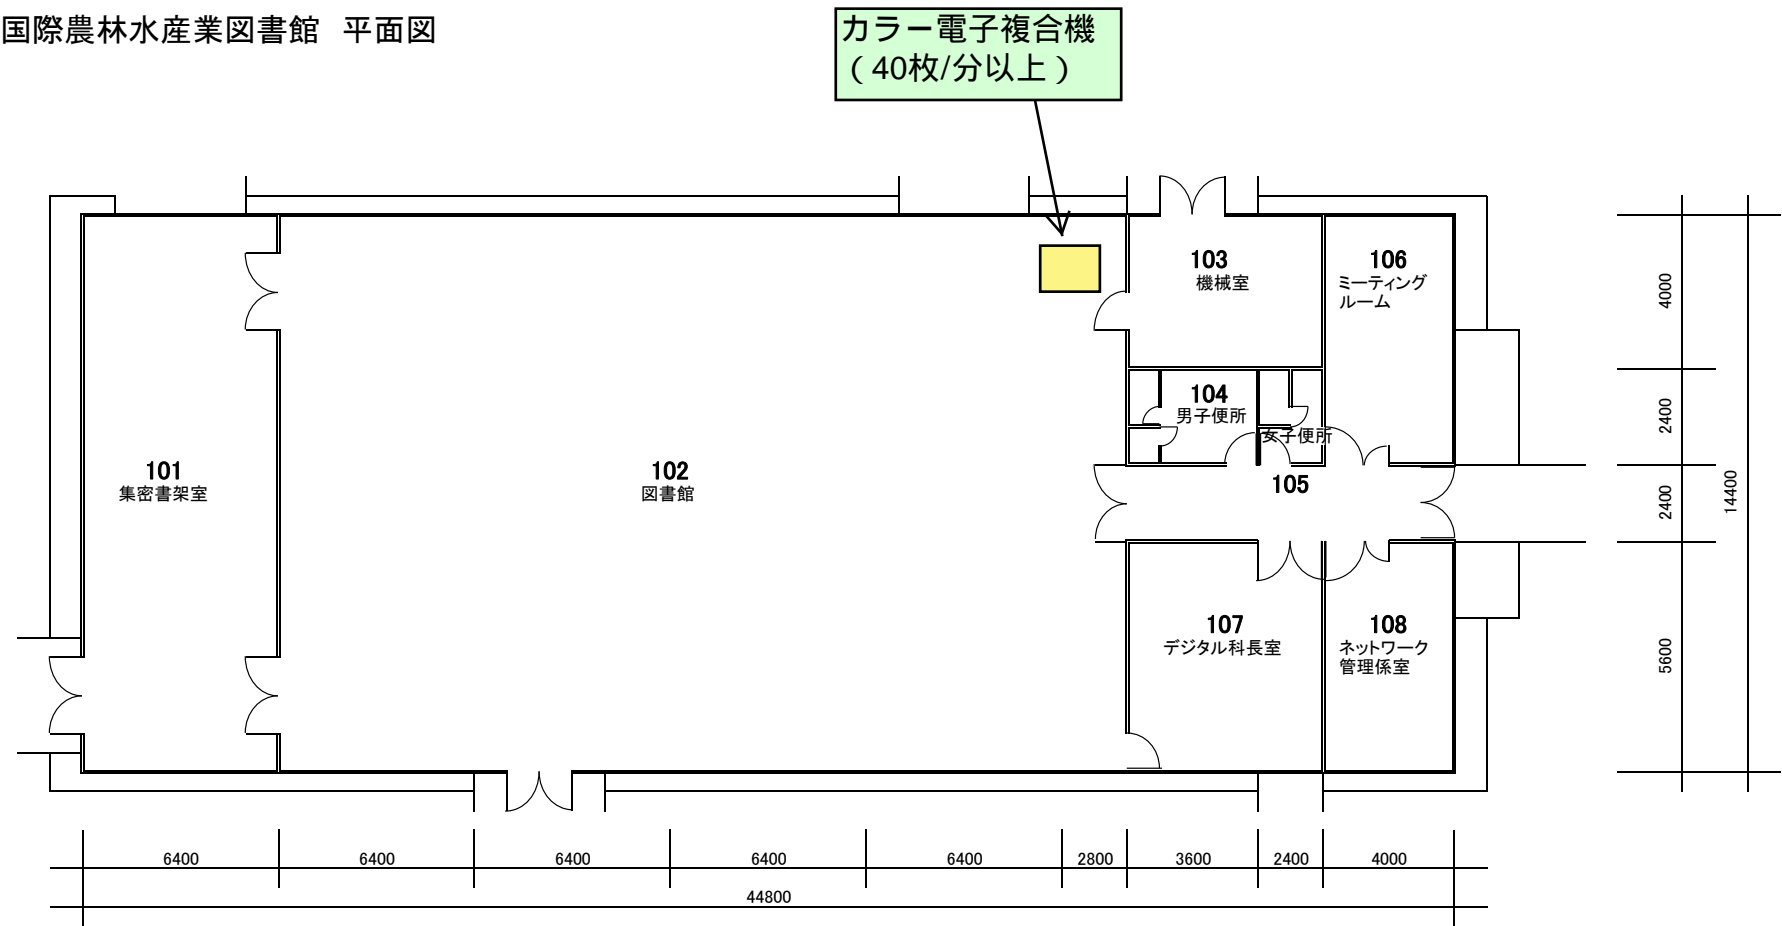 国際農林水産業図書館　平面図
カラー電子複合機
（40枚/分以上）
103
機械室
106
ミーティング
ルーム
104
男子便所
女子便所
101
集密書架室
102
図書館
105
107
デジタル科長室
108
ネットワーク
管理係室
4000
2400
2400
5600
14400
6400
6400
6400
6400
6400
2800
3600
2400
4000
44800